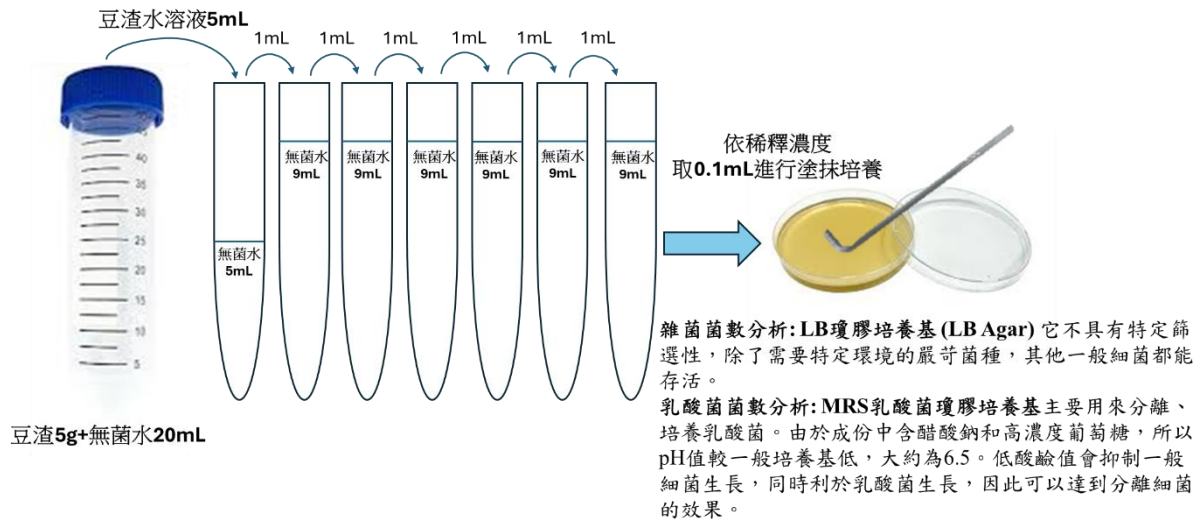 豆渣水溶液5mL
1mL
1mL
1mL
1mL
1mL
1mL
無菌水
5mL
無菌水
9mL
無菌水
9mL
無菌水
9mL
無菌水
9mL
無菌水
9mL
無菌水
9mL
40
35
30
25
20
15
10
5
豆渣5g+無菌水20mL
依稀釋濃度
取0.1mL進行塗抹培養
雜菌菌數分析: LB瓊膠培養基 (LB Agar) 它不具有特定篩
選性，除了需要特定環境的嚴苛菌種，其他一般細菌都能
存活。
乳酸菌菌數分析: MRS乳酸菌瓊膠培養基主要用來分離、
培養乳酸菌。由於成份中含醋酸鈉和高濃度葡萄糖，所以
pH值較一般培養基低，大約為6.5。低酸鹼值會抑制一般
細菌生長，同時利於乳酸菌生長，因此可以達到分離細菌
的效果。